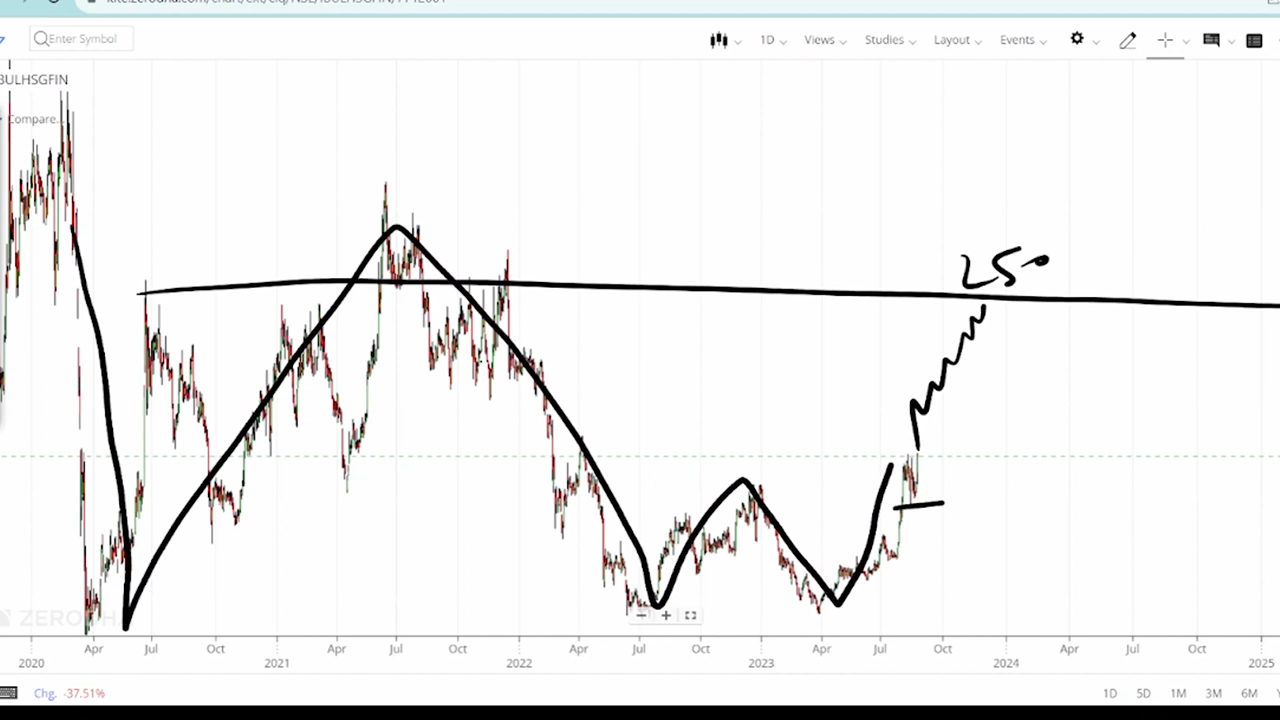 Enter Symbol
1D Views Studies Layout Events
BULHSGFIN
Compare...
250
ZERODH
Apr Jul Oct Apr Jul Oct Apr Jul Oct Apr Jul Oct Apr Jul Oct
2020 2021 2022 2023 2024 2025
Chg. -37.51%
1D 5D 1M 3M 6M